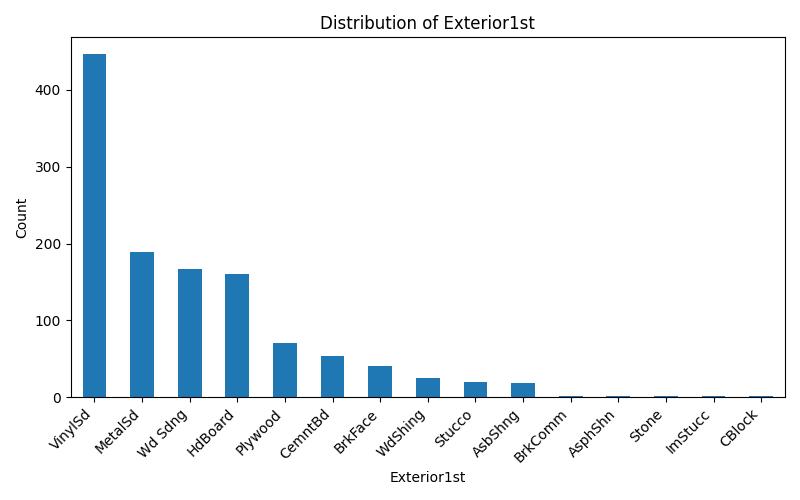 Distribution of Exterior1st
Count
400
300
200
100
0
VinylSd
MetalSd
Wd Sdng
HdBoard
Plywood
CemntBd
BrkFace
WdShing
Stucco
AsbShng
BrkComm
AsphShn
Stone
ImStucc
CBlock
Exterior1st